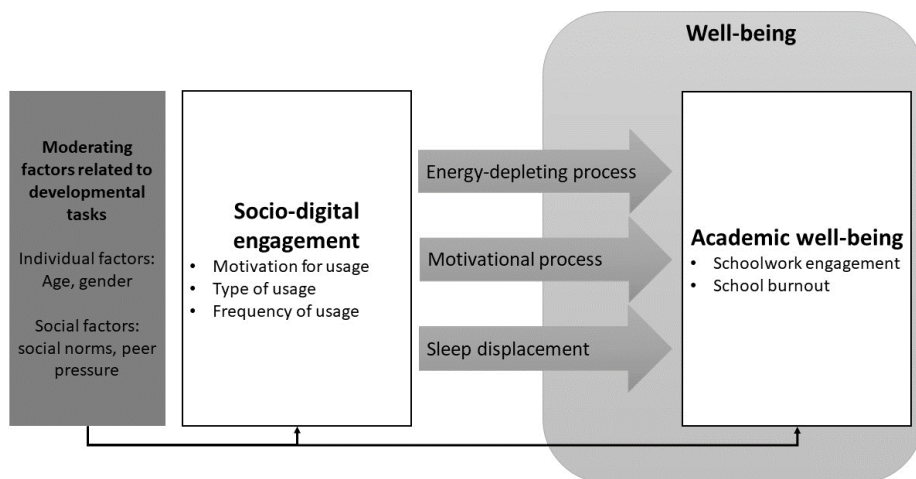 Well-being
Moderating
factors related to
developmental
tasks
Individual factors:
Age, gender
Social factors:
social norms, peer
pressure
Socio-digital
engagement
• Motivation for usage
• Type of usage
• Frequency of usage
Energy-depleting process
Motivational process
Sleep displacement
Academic well-being
• Schoolwork engagement
• School burnout